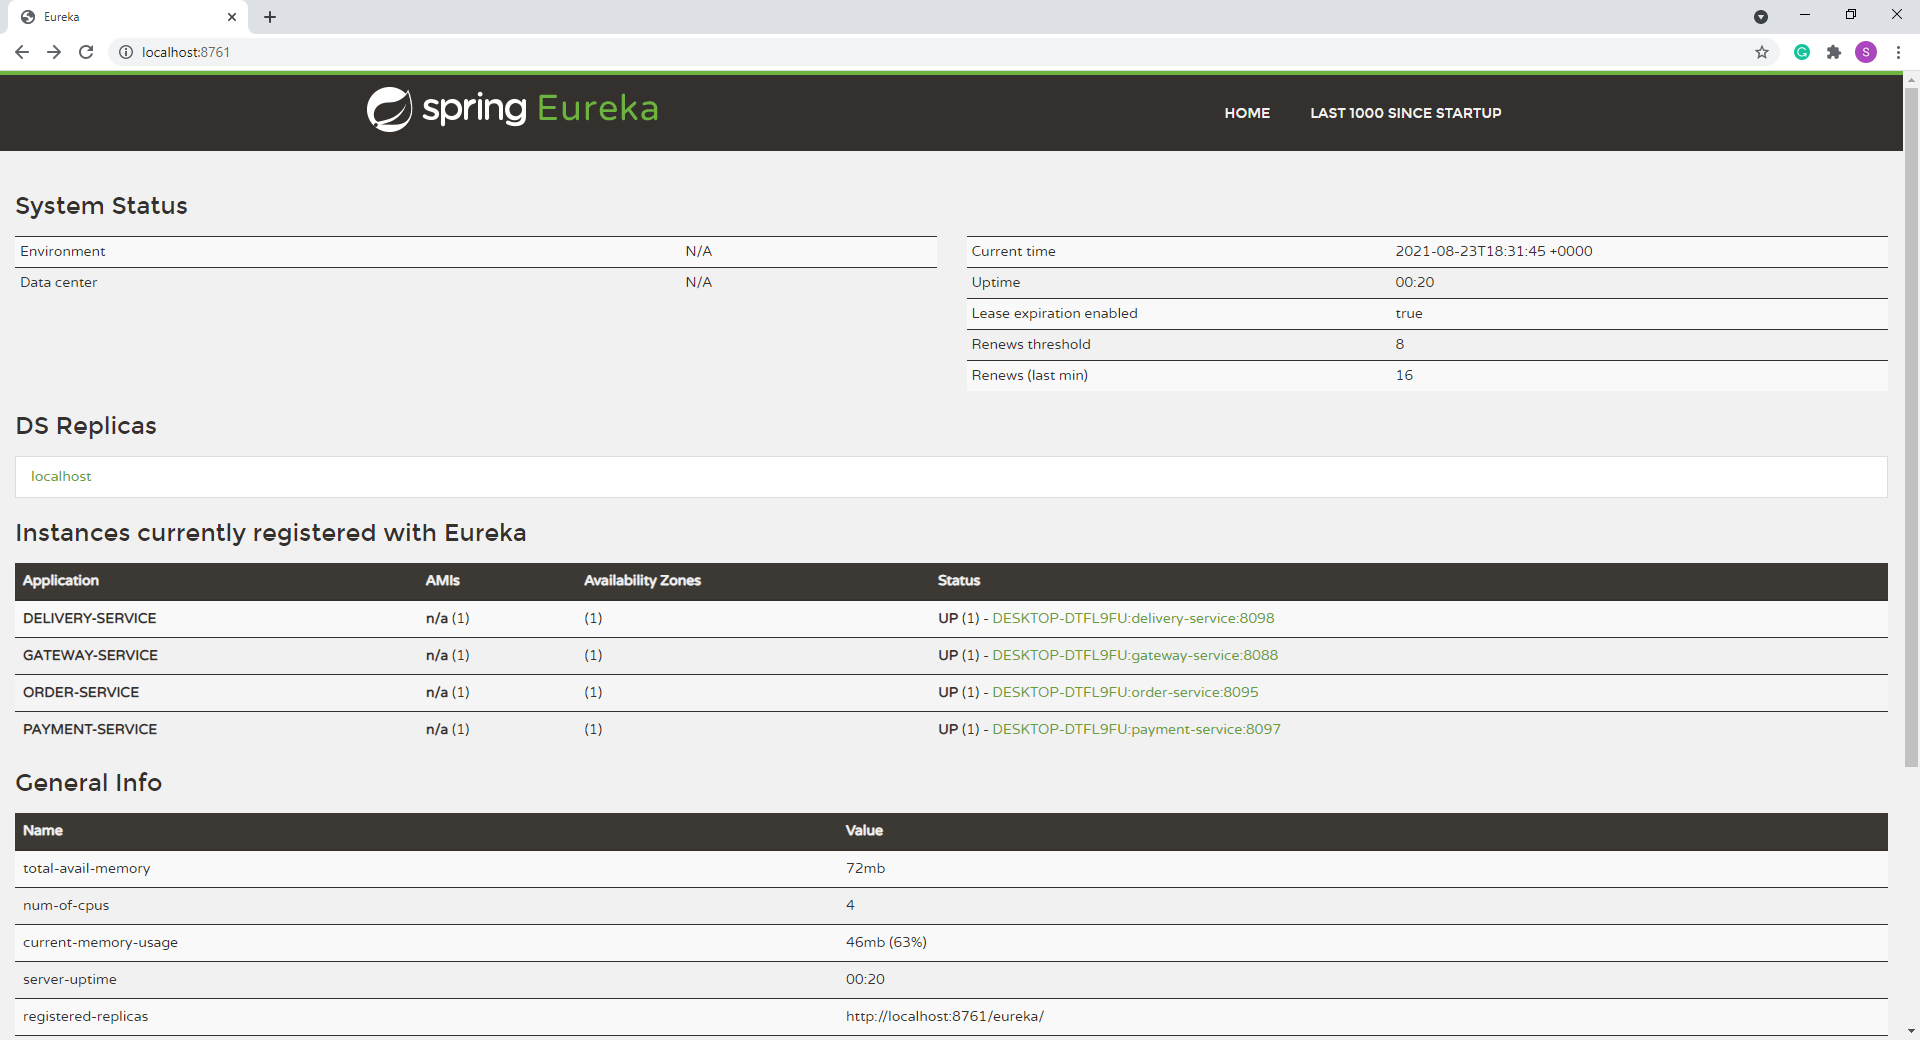 Eureka
localhost:8761
S
spring Eureka
HOME LAST 1000 SINCE STARTUP
System Status
Environment N/A
Data center N/A
Current time 2021-08-23T18:31:45 +0000
Uptime 00:20
Lease expiration enabled true
Renews threshold 8
Renews (last min) 16
DS Replicas
localhost
Instances currently registered with Eureka
Application AMIs Availability Zones Status
DELIVERY-SERVICE n/a (1) (1) UP (1) - DESKTOP-DTFL9FU:delivery-service:8098
GATEWAY-SERVICE n/a (1) (1) UP (1) - DESKTOP-DTFL9FU:gateway-service:8088
ORDER-SERVICE n/a (1) (1) UP (1) - DESKTOP-DTFL9FU:order-service:8095
PAYMENT-SERVICE n/a (1) (1) UP (1) - DESKTOP-DTFL9FU:payment-service:8097
General Info
Name Value
total-avail-memory 72mb
num-of-cpus 4
current-memory-usage 46mb (63%)
server-uptime 00:20
registered-replicas http://localhost:8761/eureka/